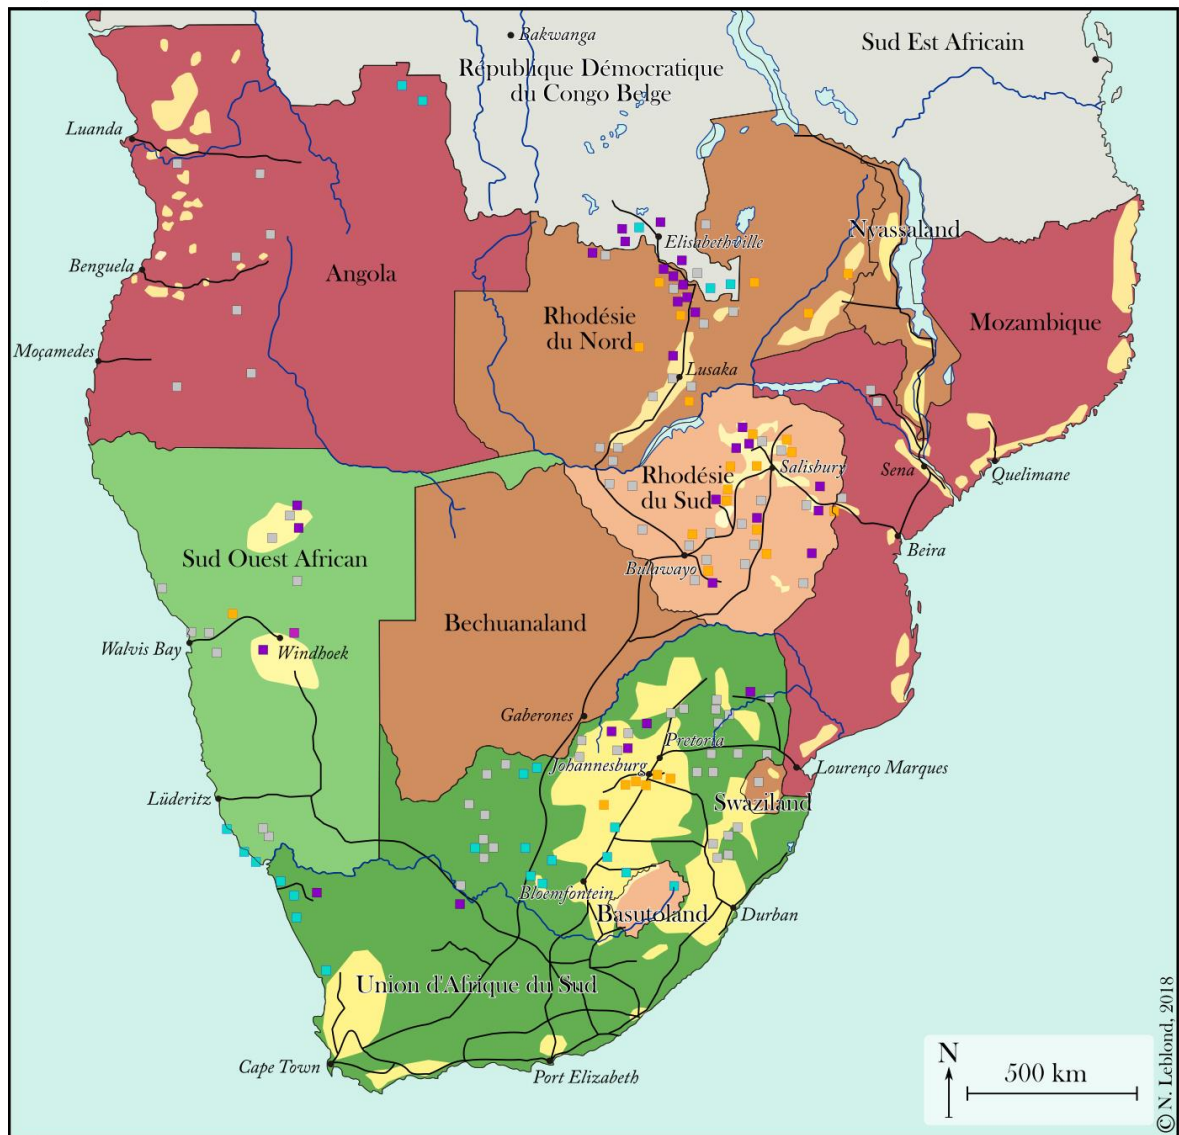 Bakwanga
Sud Est Africain
République Démocratique
du Congo Belge
Luanda
Nyassaland
Elisabethville
Benguela
Angola
Rhodésie
du Nord
Mozambique
Moçamedes
Lusaka
Salisbury
Rhodésie
du Sud
Sena
Quelimane
Beira
Sud Ouest African
Bulawayo
Bechuanaland
Walvis Bay
Windhoek
Gaberones
Pretoria
Johannesburg
Lourenço Marques
Lüderitz
Swaziland
Bloemfontein
Basutoland
Durban
Union d'Afrique du Sud
Cape Town
Port Elizabeth
N
500 km
© N. Leblond, 2018